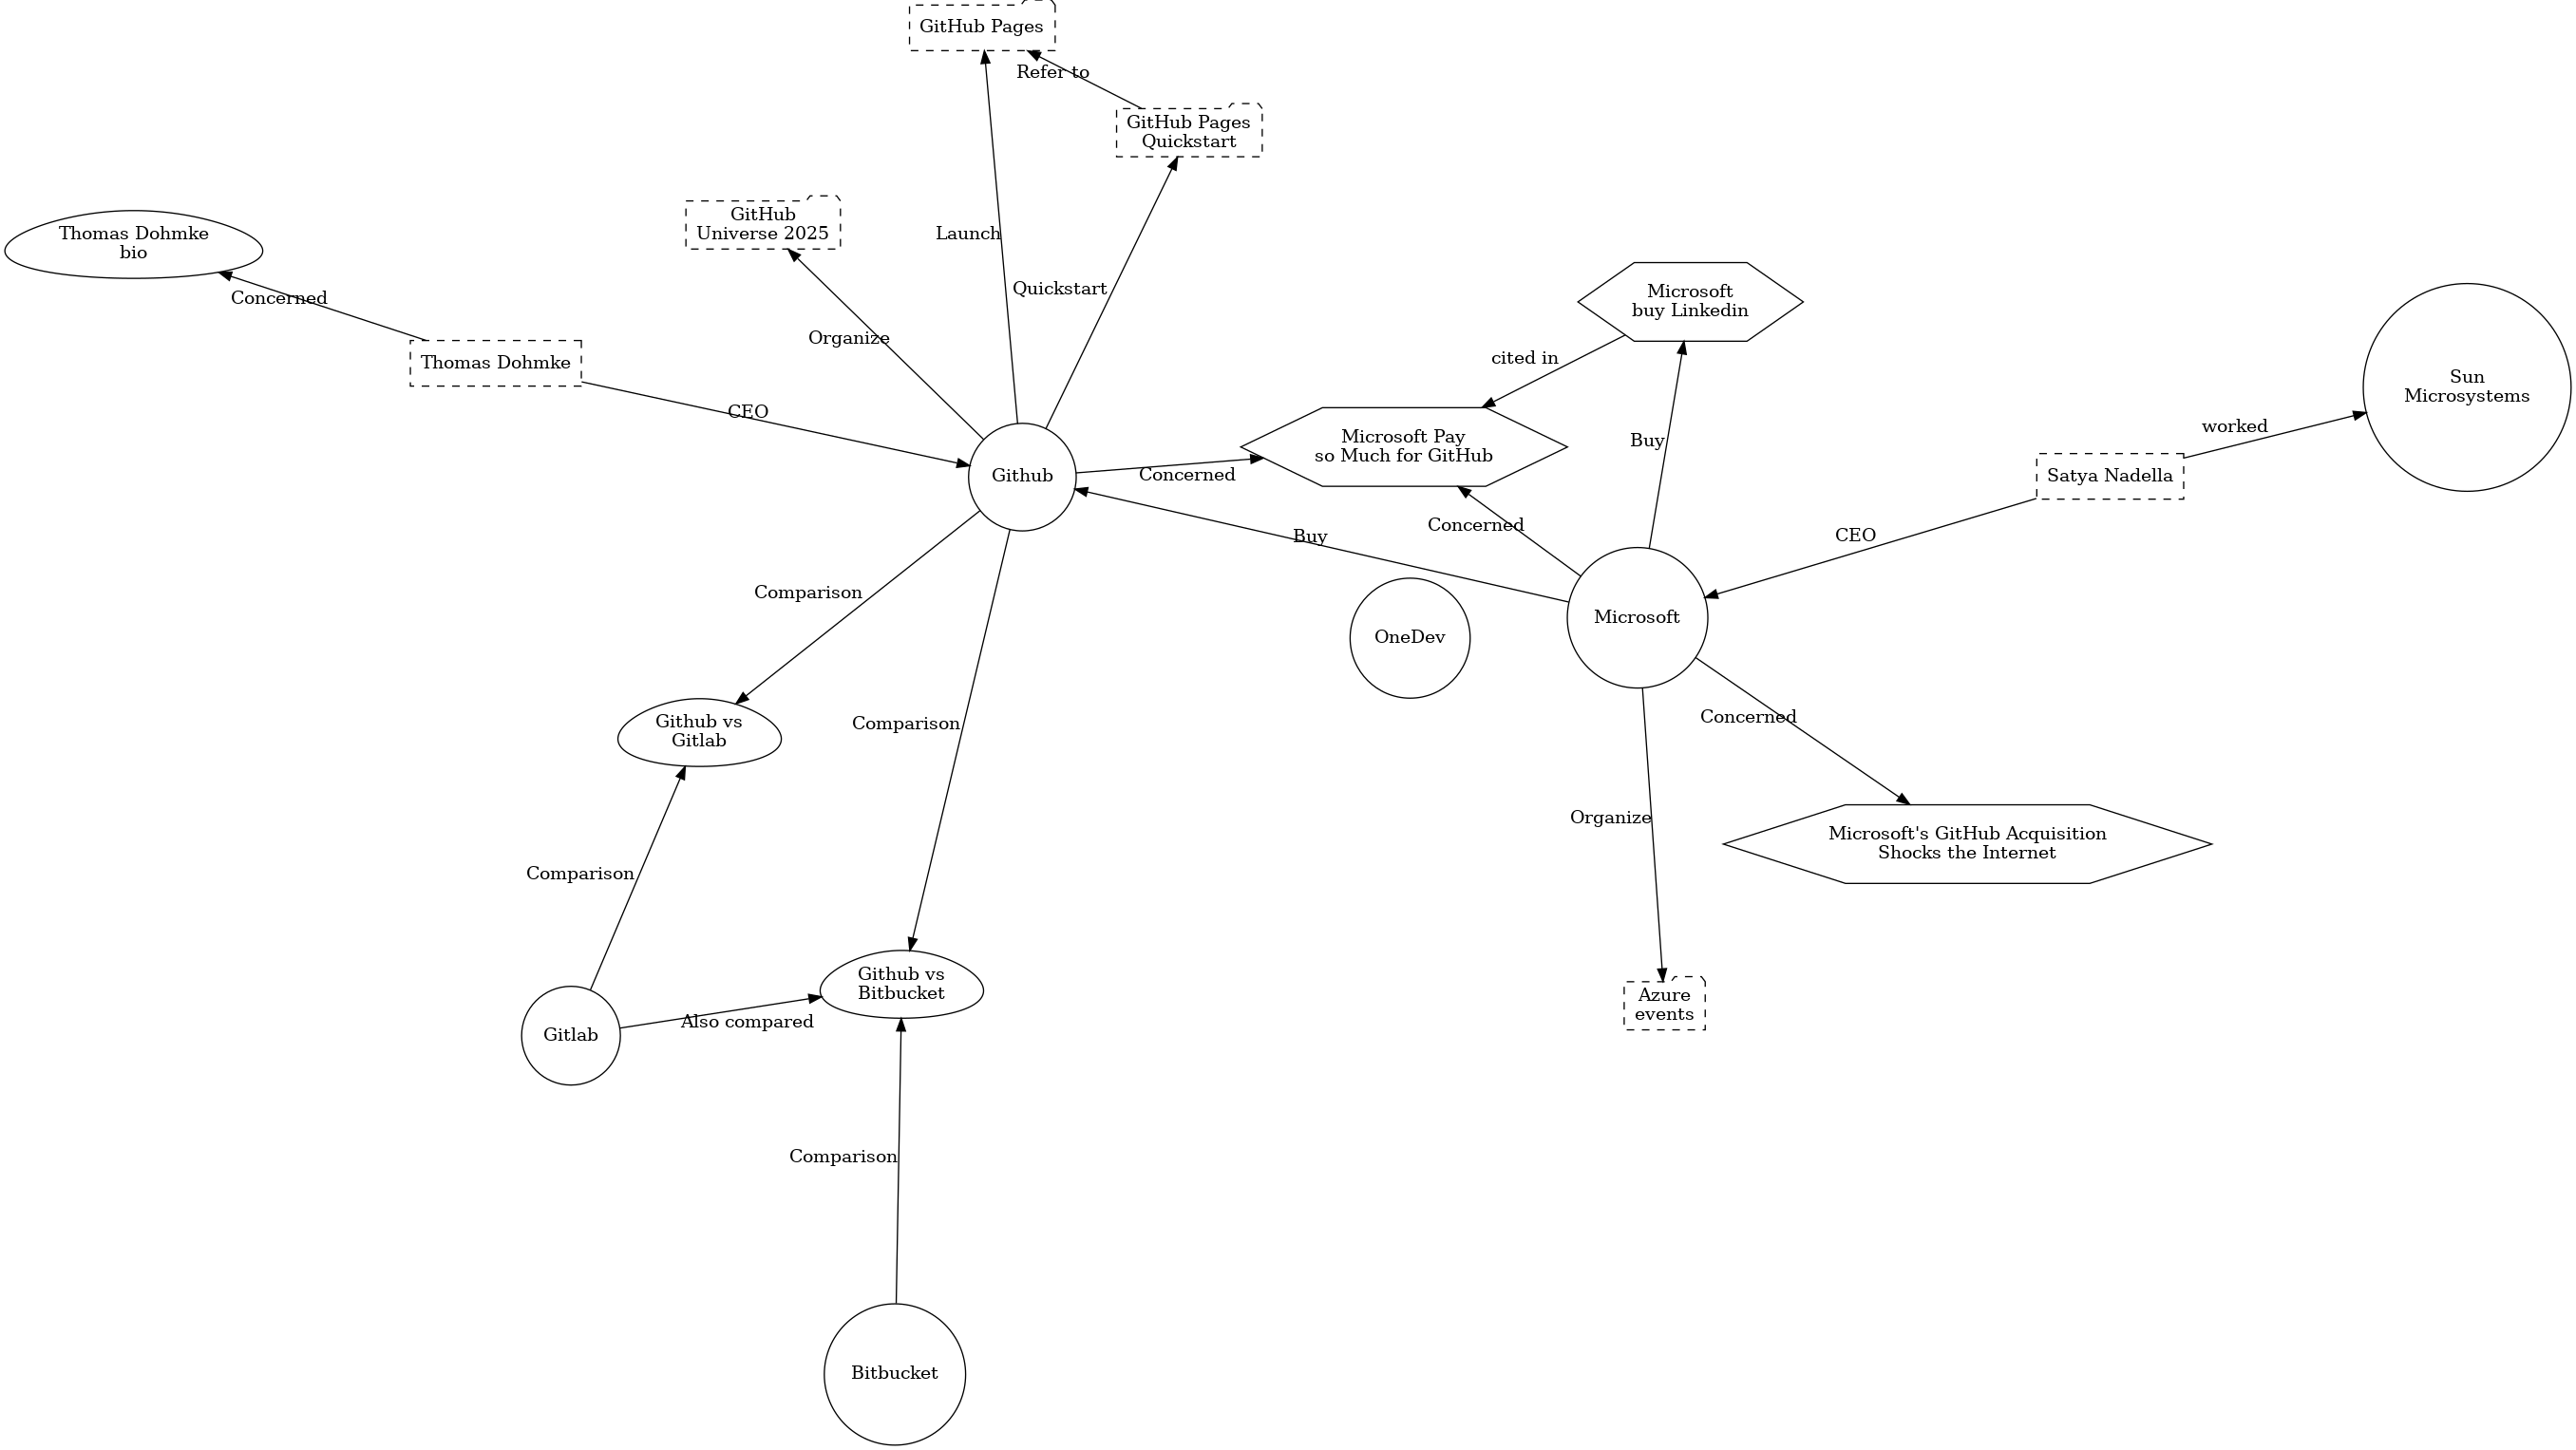 GitHub Pages
Refer to
GitHub Pages
Quickstart
GitHub
Universe 2025
Launch
Thomas Dohmke
bio
Quickstart
Concerned
Microsoft
buy Linkedin
Organize
cited in
Thomas Dohmke
Sun
Microsystems
CEO
worked
Microsoft Pay
so Much for GitHub
Buy
Github
Concerned
Satya Nadella
Concerned
Buy
CEO
Comparison
Microsoft
OneDev
Github vs
Gitlab
Comparison
Concerned
Organize
Microsoft's GitHub Acquisition
Shocks the Internet
Comparison
Github vs
Bitbucket
Azure
events
Also compared
Gitlab
Comparison
Bitbucket